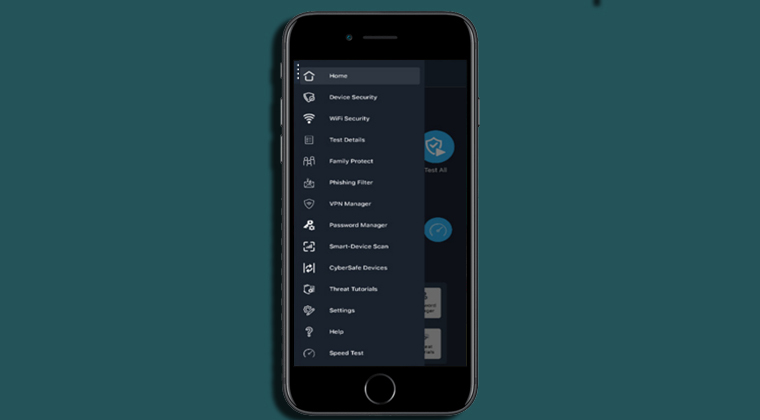 Home
Device Security
WiFi Security
Test Details
Family Protect
Phishing Filter
VPN Manager
Password Manager
Smart-Device Scan
CyberSafe Devices
Threat Tutorials
Settings
Help
Speed Test
Test All